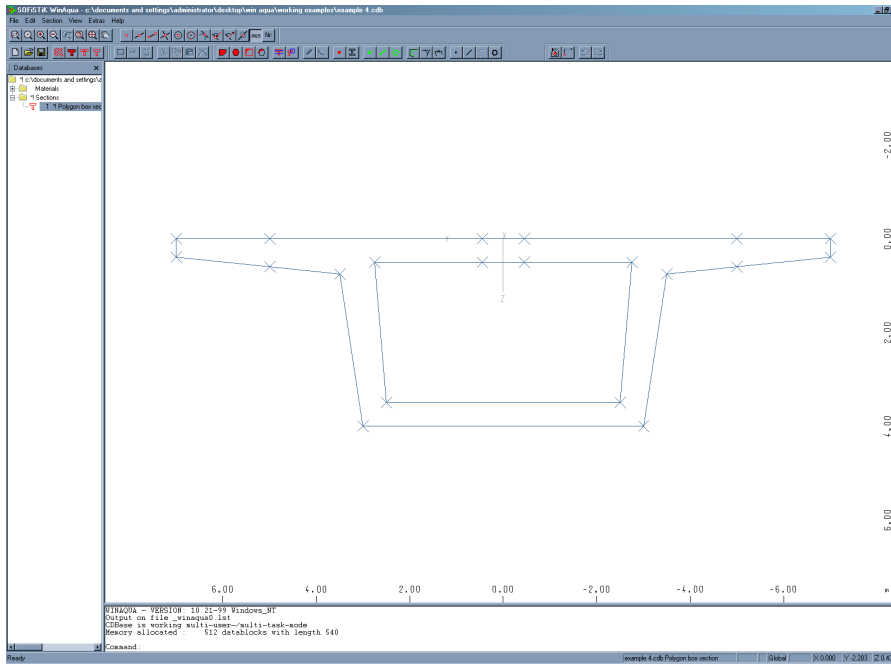 SOFiSTiK WinAqua - c:\documents and settings\administrator\desktop\win aqua\working examples\example 4.cdb
File Edit Section View Extras Help
aus Nr.
Databases
c:\documents and settings\a
Materials
Sections
1 Polygon box sec
-2.00
0.00
2.00
4.00
6.00
Y
Z
6.00 4.00 2.00 0.00 -2.00 -4.00 -6.00 m
WINAQUA - VERSION: 10.21-99 Windows_NT
Output on file _winaqua0.lst
CDBase is working multi-user-/multi-task-mode
Memory allocated : 512 datablocks with length 540
Command:
Ready
example 4.cdb Polygon box section
Global
X 0.000 Y -2.283